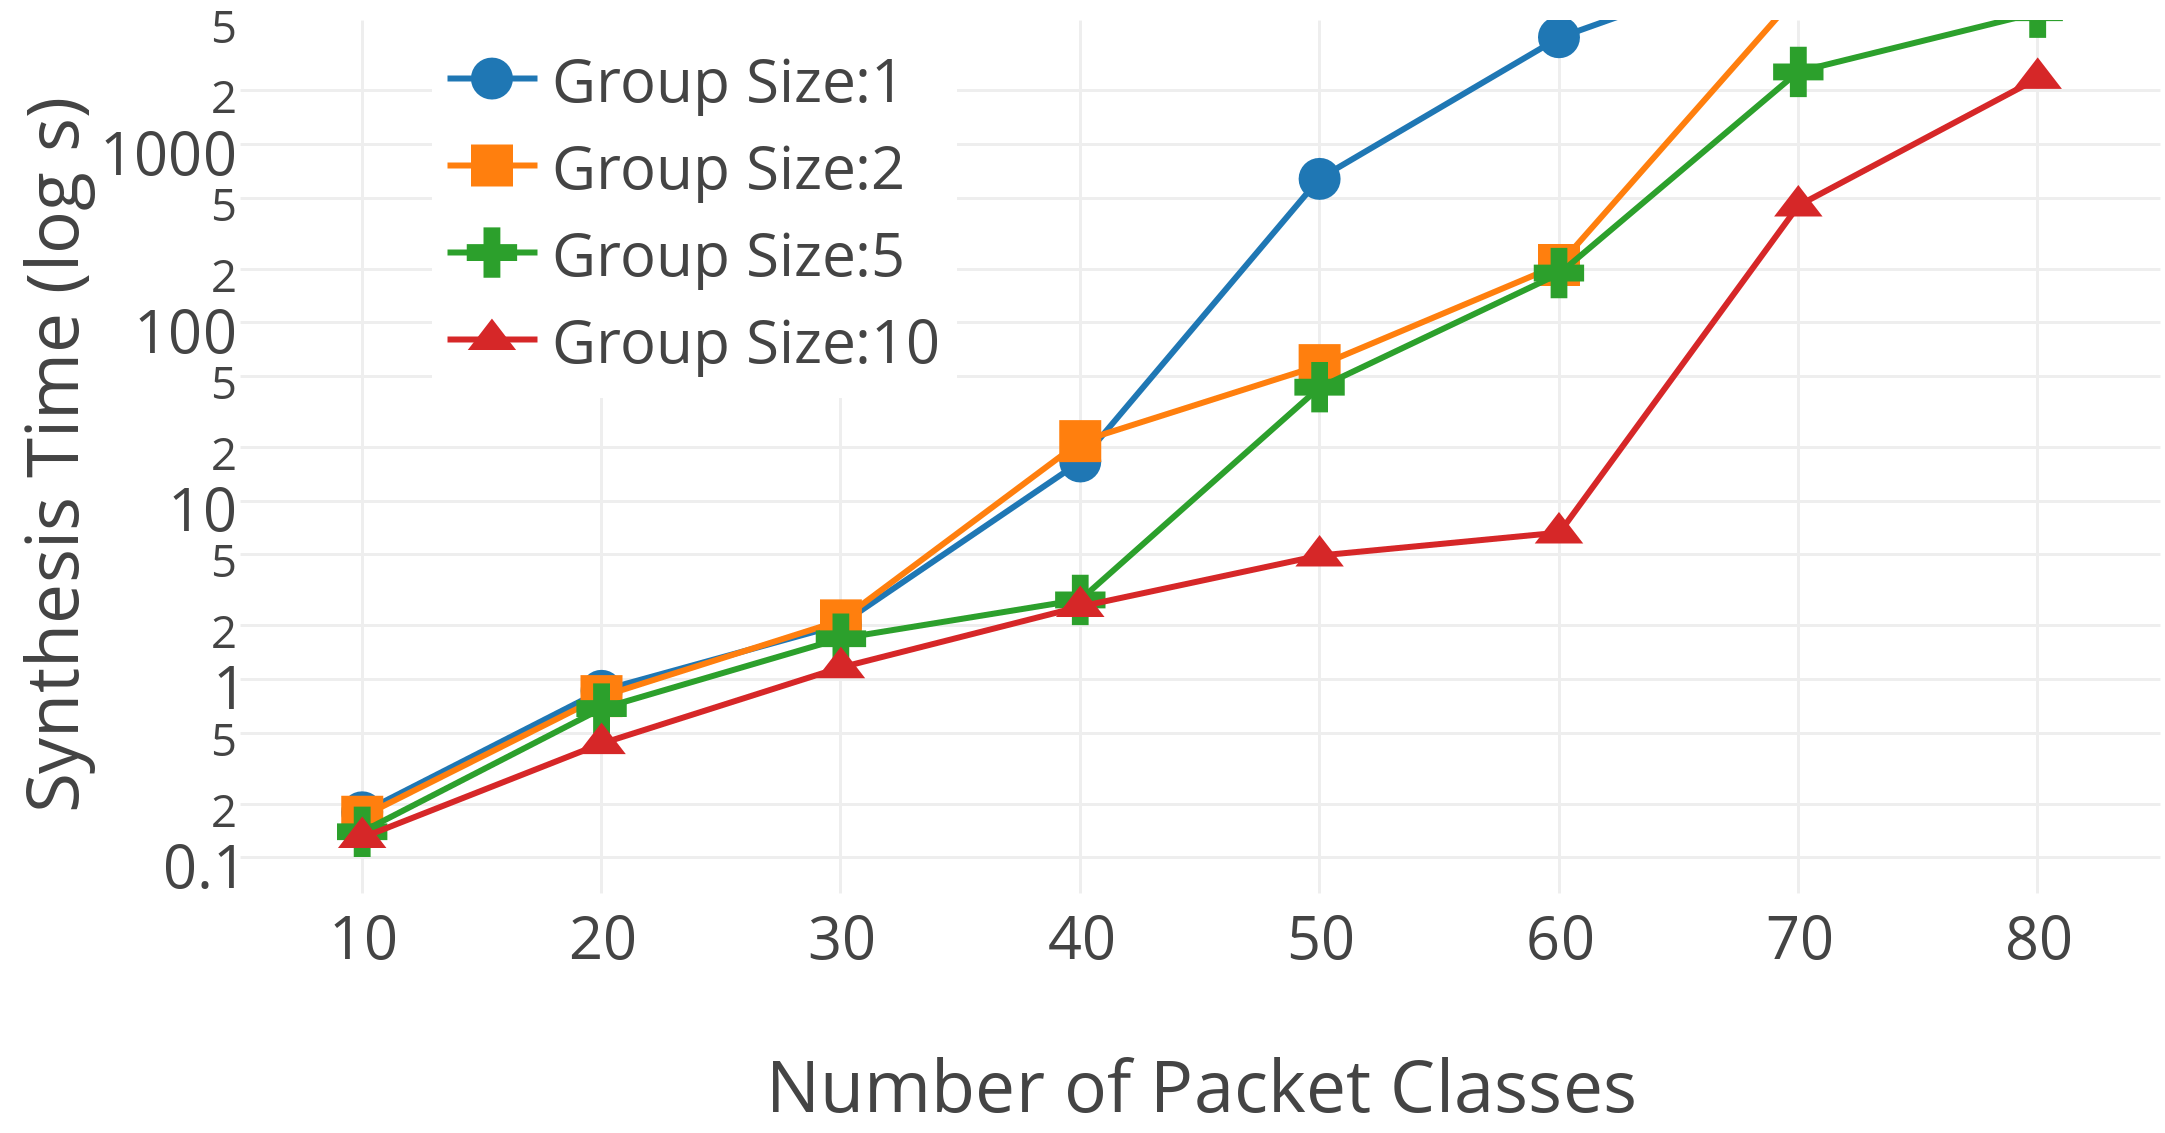 Synthesis Time (log s)
5
2
1000
5
2
100
5
2
10
5
2
1
5
2
0.1
Group Size:1
Group Size:2
Group Size:5
Group Size:10
10 20 30 40 50 60 70 80
Number of Packet Classes